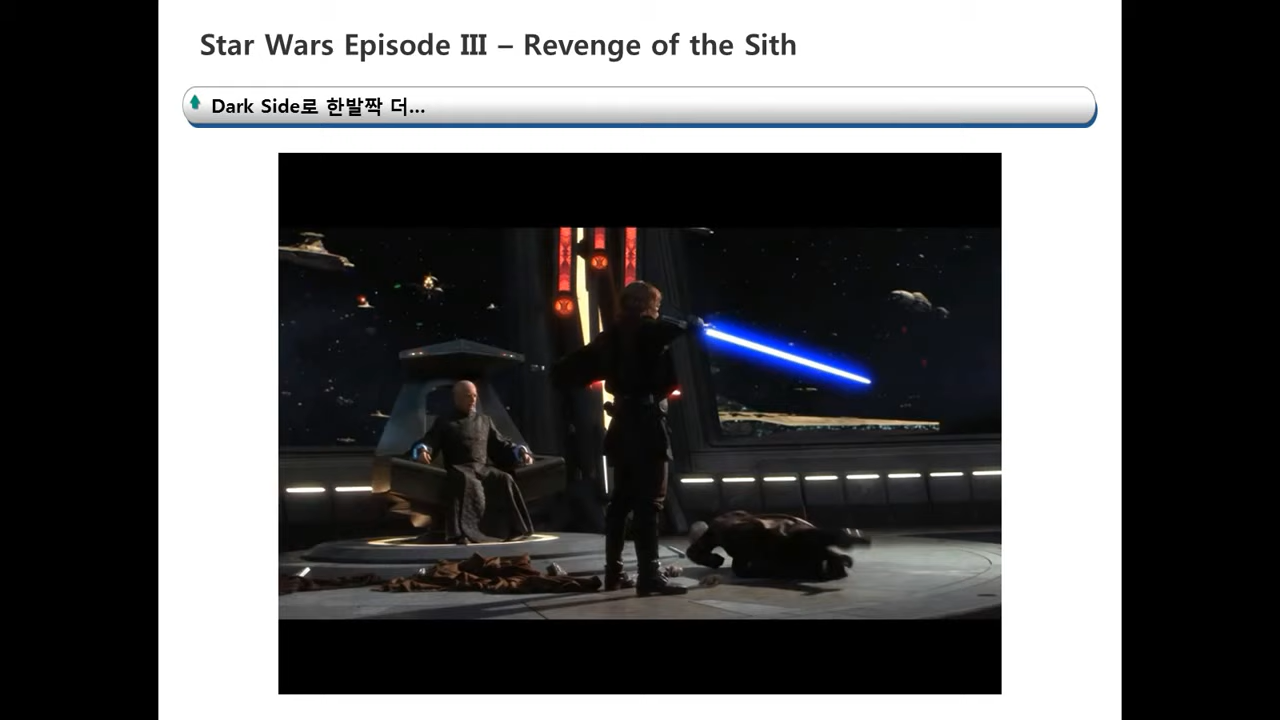 Star Wars Episode III – Revenge of the Sith
Dark Side로 한발짝 더...